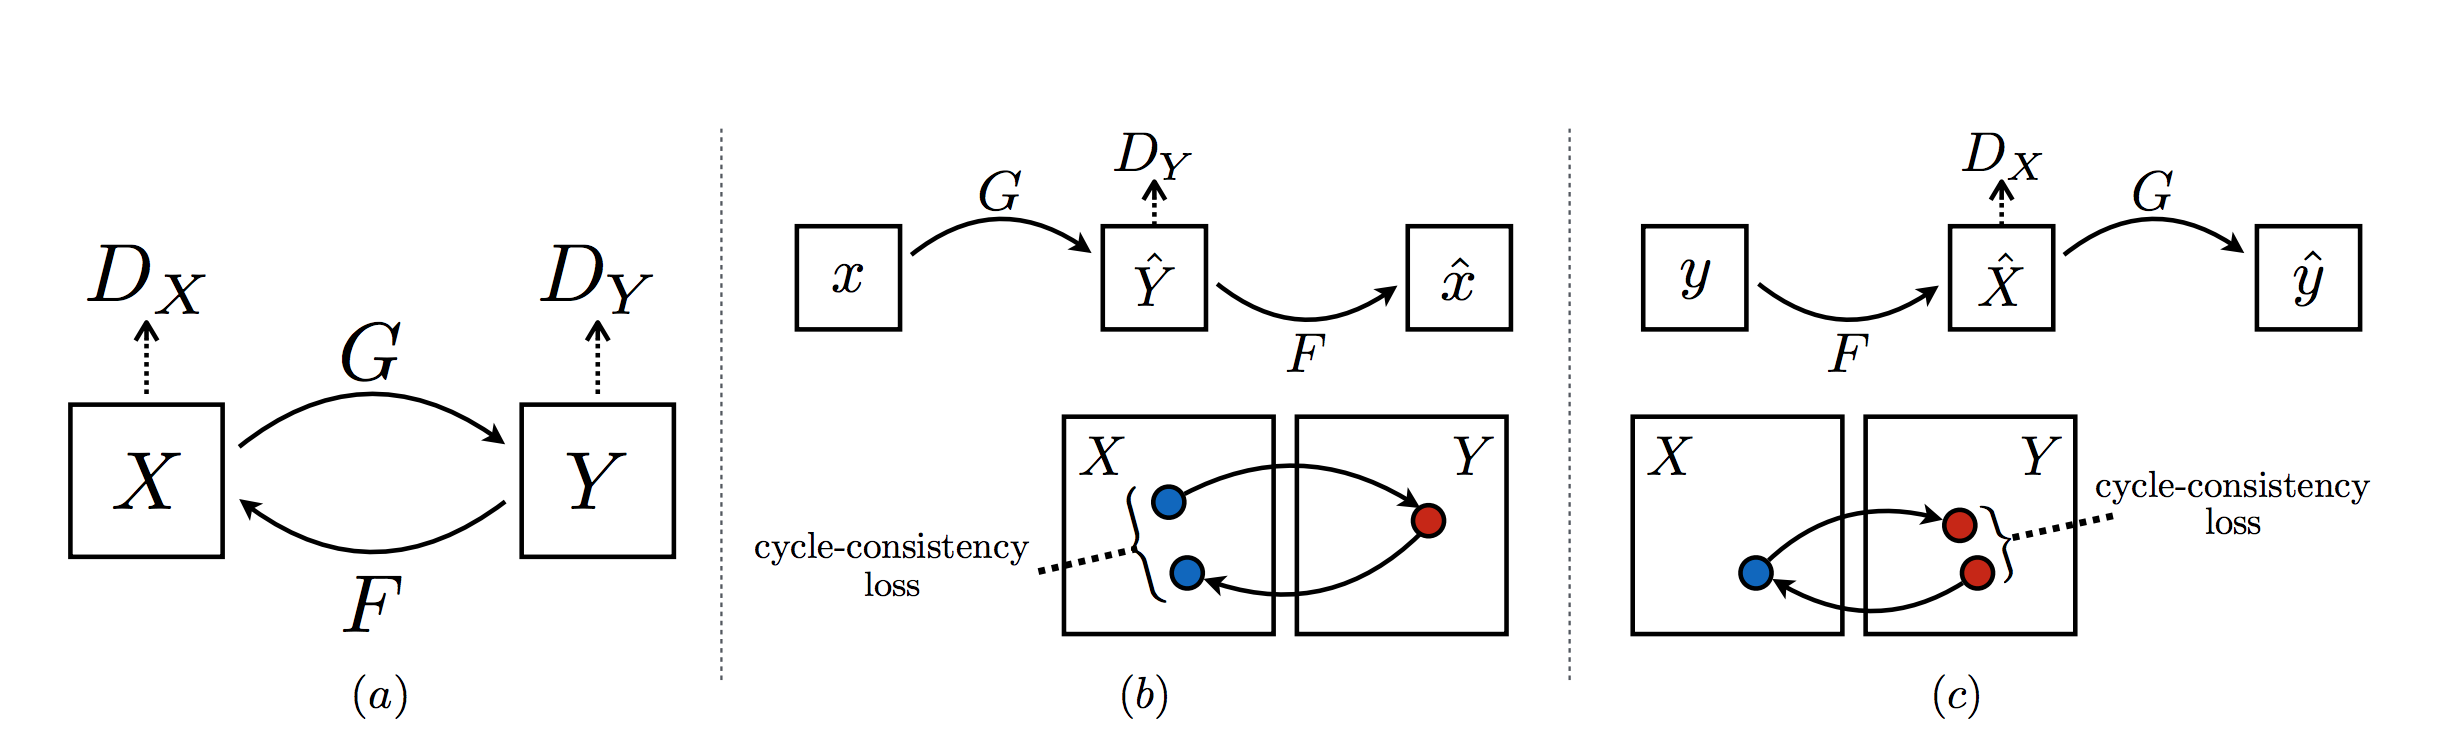 D_X
D_Y
G
X
Y
F
(a)
D_Y
G
x
Ŷ
x̂
F
X
Y
cycle-consistency
loss
(b)
D_X
G
y
X̂
ŷ
F
X
Y
cycle-consistency
loss
(c)